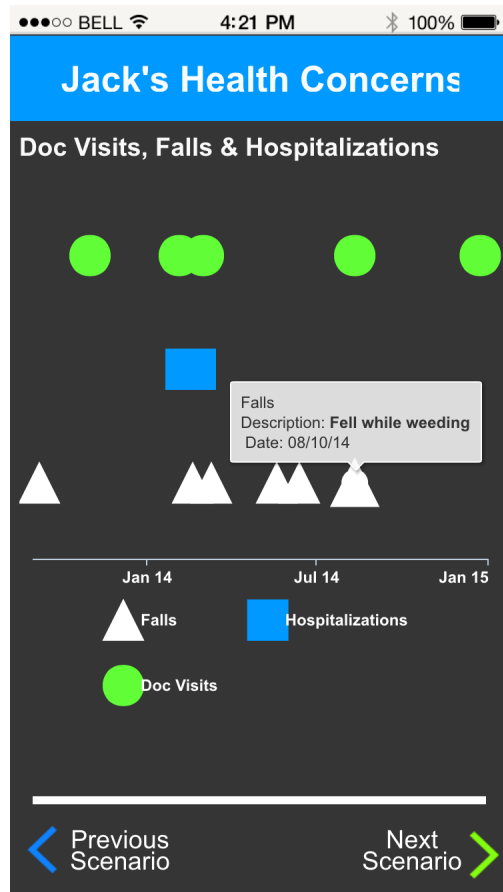 BELL 4:21 PM 100%
Jack's Health Concerns
Doc Visits, Falls & Hospitalizations
Falls
Description: Fell while weeding
Date: 08/10/14
Jan 14 Jul 14 Jan 15
Falls Hospitalizations
Doc Visits
Previous Next
Scenario Scenario